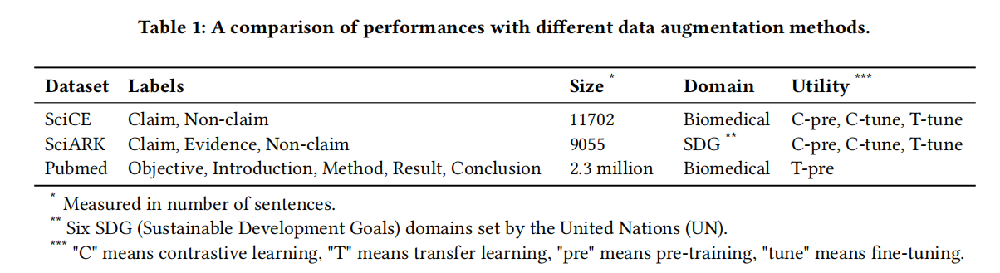 Table 1: A comparison of performances with different data augmentation methods.
Dataset Labels Size * Domain Utility ***
SciCE Claim, Non-claim 11702 Biomedical C-pre, C-tune, T-tune
SciARK Claim, Evidence, Non-claim 9055 SDG ** C-pre, C-tune, T-tune
Pubmed Objective, Introduction, Method, Result, Conclusion 2.3 million Biomedical T-pre
* Measured in number of sentences.
** Six SDG (Sustainable Development Goals) domains set by the United Nations (UN).
*** "C" means contrastive learning, "T" means transfer learning, "pre" means pre-training, "tune" means fine-tuning.